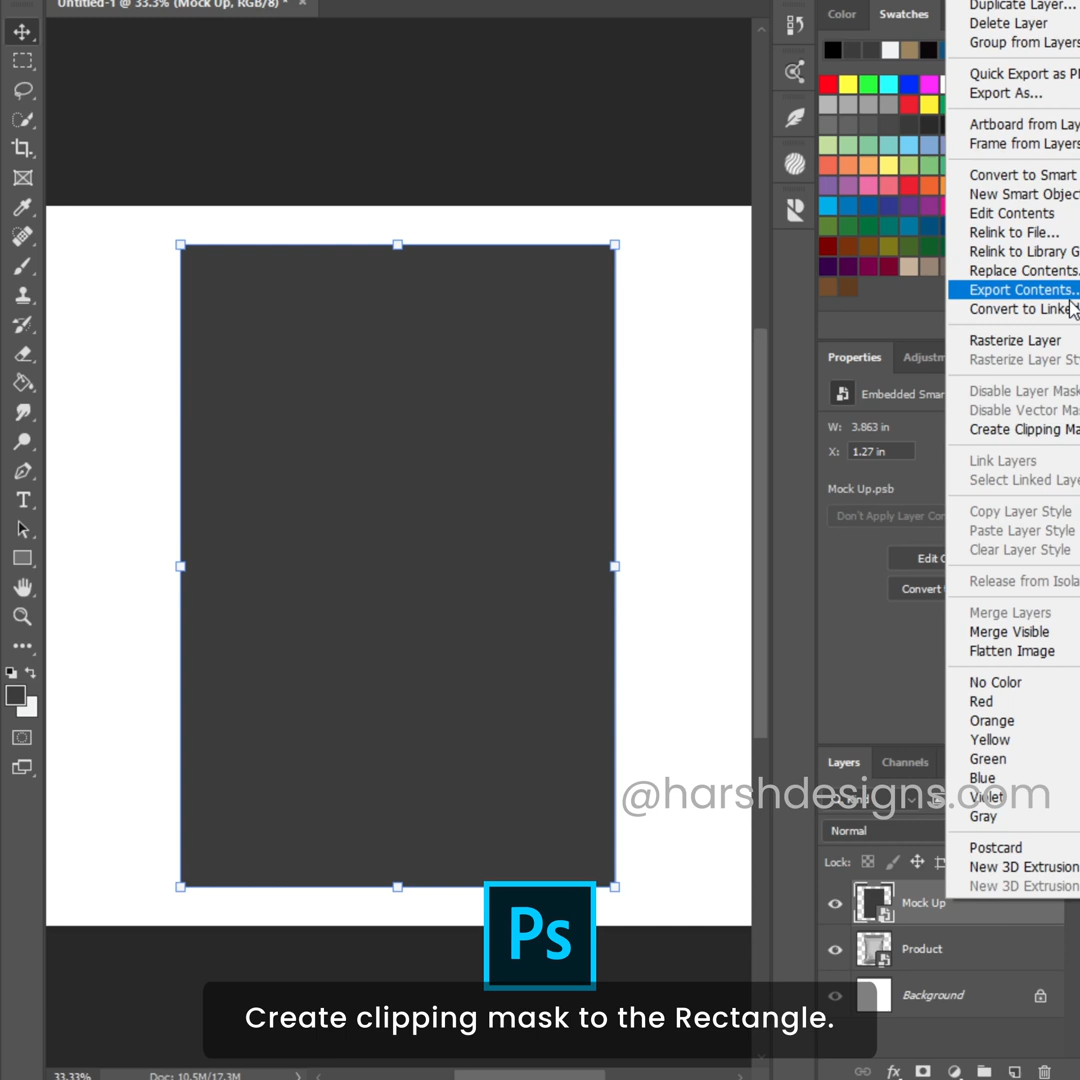 Untitled-1 @ 33.3% (Mock Up, RGB/8) * ×
Color
Swatches
Duplicate Layer...
Delete Layer
Group from Layers
Quick Export as P
Export As...
Artboard from Lay
Frame from Layers
Convert to Smart
New Smart Objec
Edit Contents
Relink to File...
Relink to Library G
Replace Contents.
Export Contents..
Convert to Linke
Rasterize Layer
Rasterize Layer St
Disable Layer Mask
Disable Vector Ma
Create Clipping Ma
Link Layers
Select Linked Laye
Copy Layer Style
Paste Layer Style
Clear Layer Style
Release from Isola
Merge Layers
Merge Visible
Flatten Image
No Color
Red
Orange
Yellow
Green
Blue
Violet
Gray
Postcard
New 3D Extrusion
New 3D Extrusion
Properties
Adjustm
Embedded Smar
W: 3.863 in
X: 1.27 in
Mock Up.psb
Don't Apply Layer Con
Edit C
Convert
Layers
Channels
@harshdesigns.com
Kind
Normal
Lock:
Mock Up
Product
Background
Ps
Create clipping mask to the Rectangle.
33.33%
Doc: 10.5M/17.3M
fx